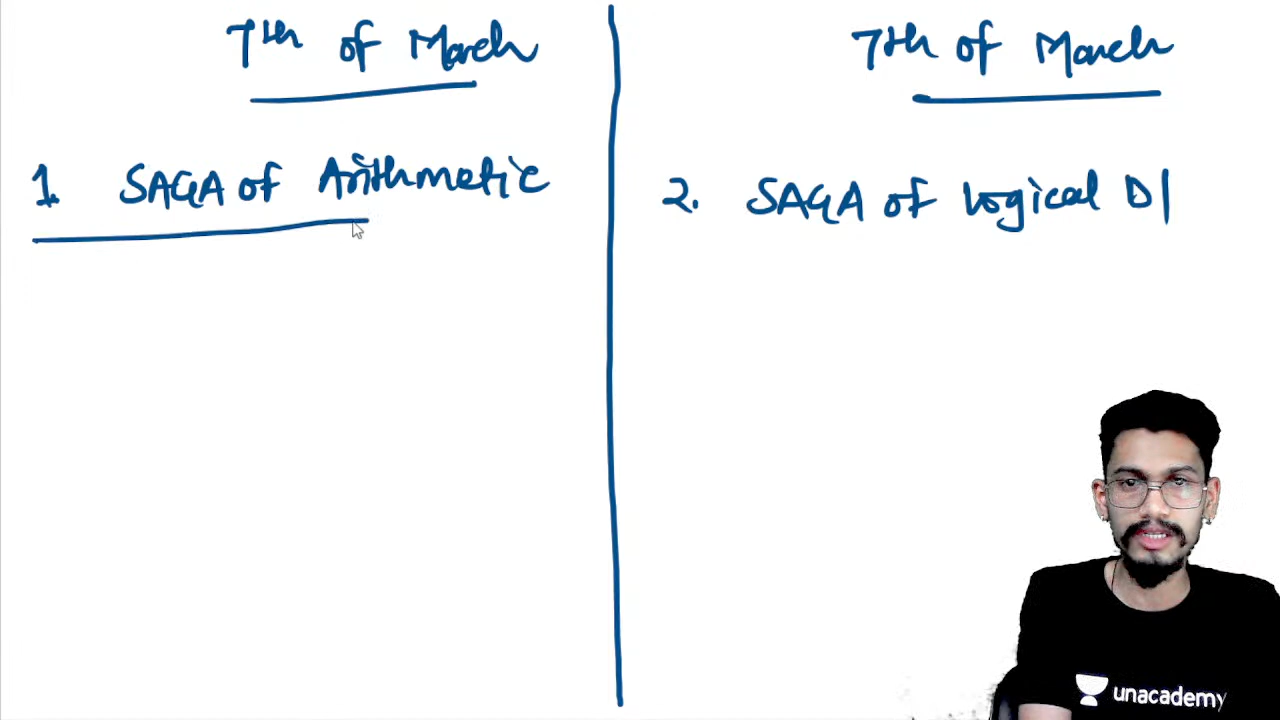 7th of March
1. SAGA of Arithmetic
7th of March
2. SAGA of Logical DI
unacademy